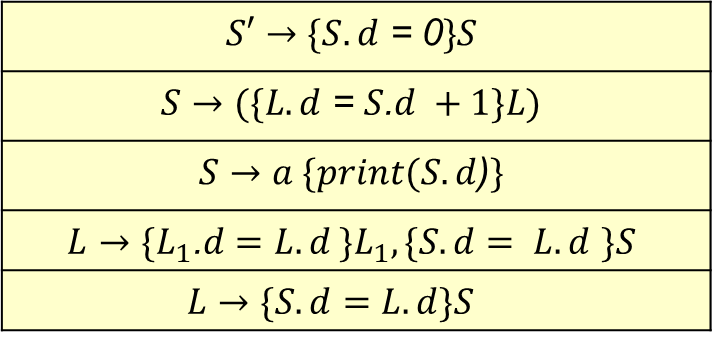 S′ → {S.d = 0}S
S → ({L.d = S.d + 1}L)
S → a {print(S.d)}
L → {L₁.d = L.d }L₁,{S.d = L.d }S
L → {S.d = L.d}S